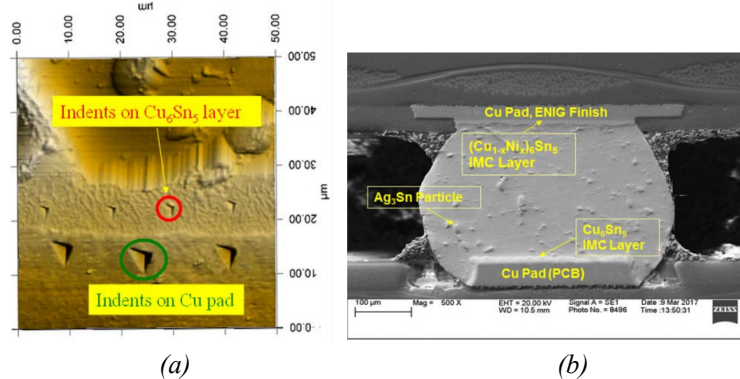 μm
0.00
10.00
20.00
30.00
40.00
50.00
50.00
40.00
30.00
20.00
10.00
0.00
μm
Indents on Cu₆Sn₅ layer
Indents on Cu pad
(a)
Cu Pad, ENIG Finish
(Cu₁₋ₓNiₓ)₆Sn₅
IMC Layer
Ag₃Sn Particle
Cu₆Sn₅
IMC Layer
Cu Pad (PCB)
100 μm
Mag = 500 X
EHT = 20.00 kV
WD = 10.5 mm
Signal A = SE1
Photo No. = 8496
Date :9 Mar 2017
Time :13:50:31
ZEISS
(b)